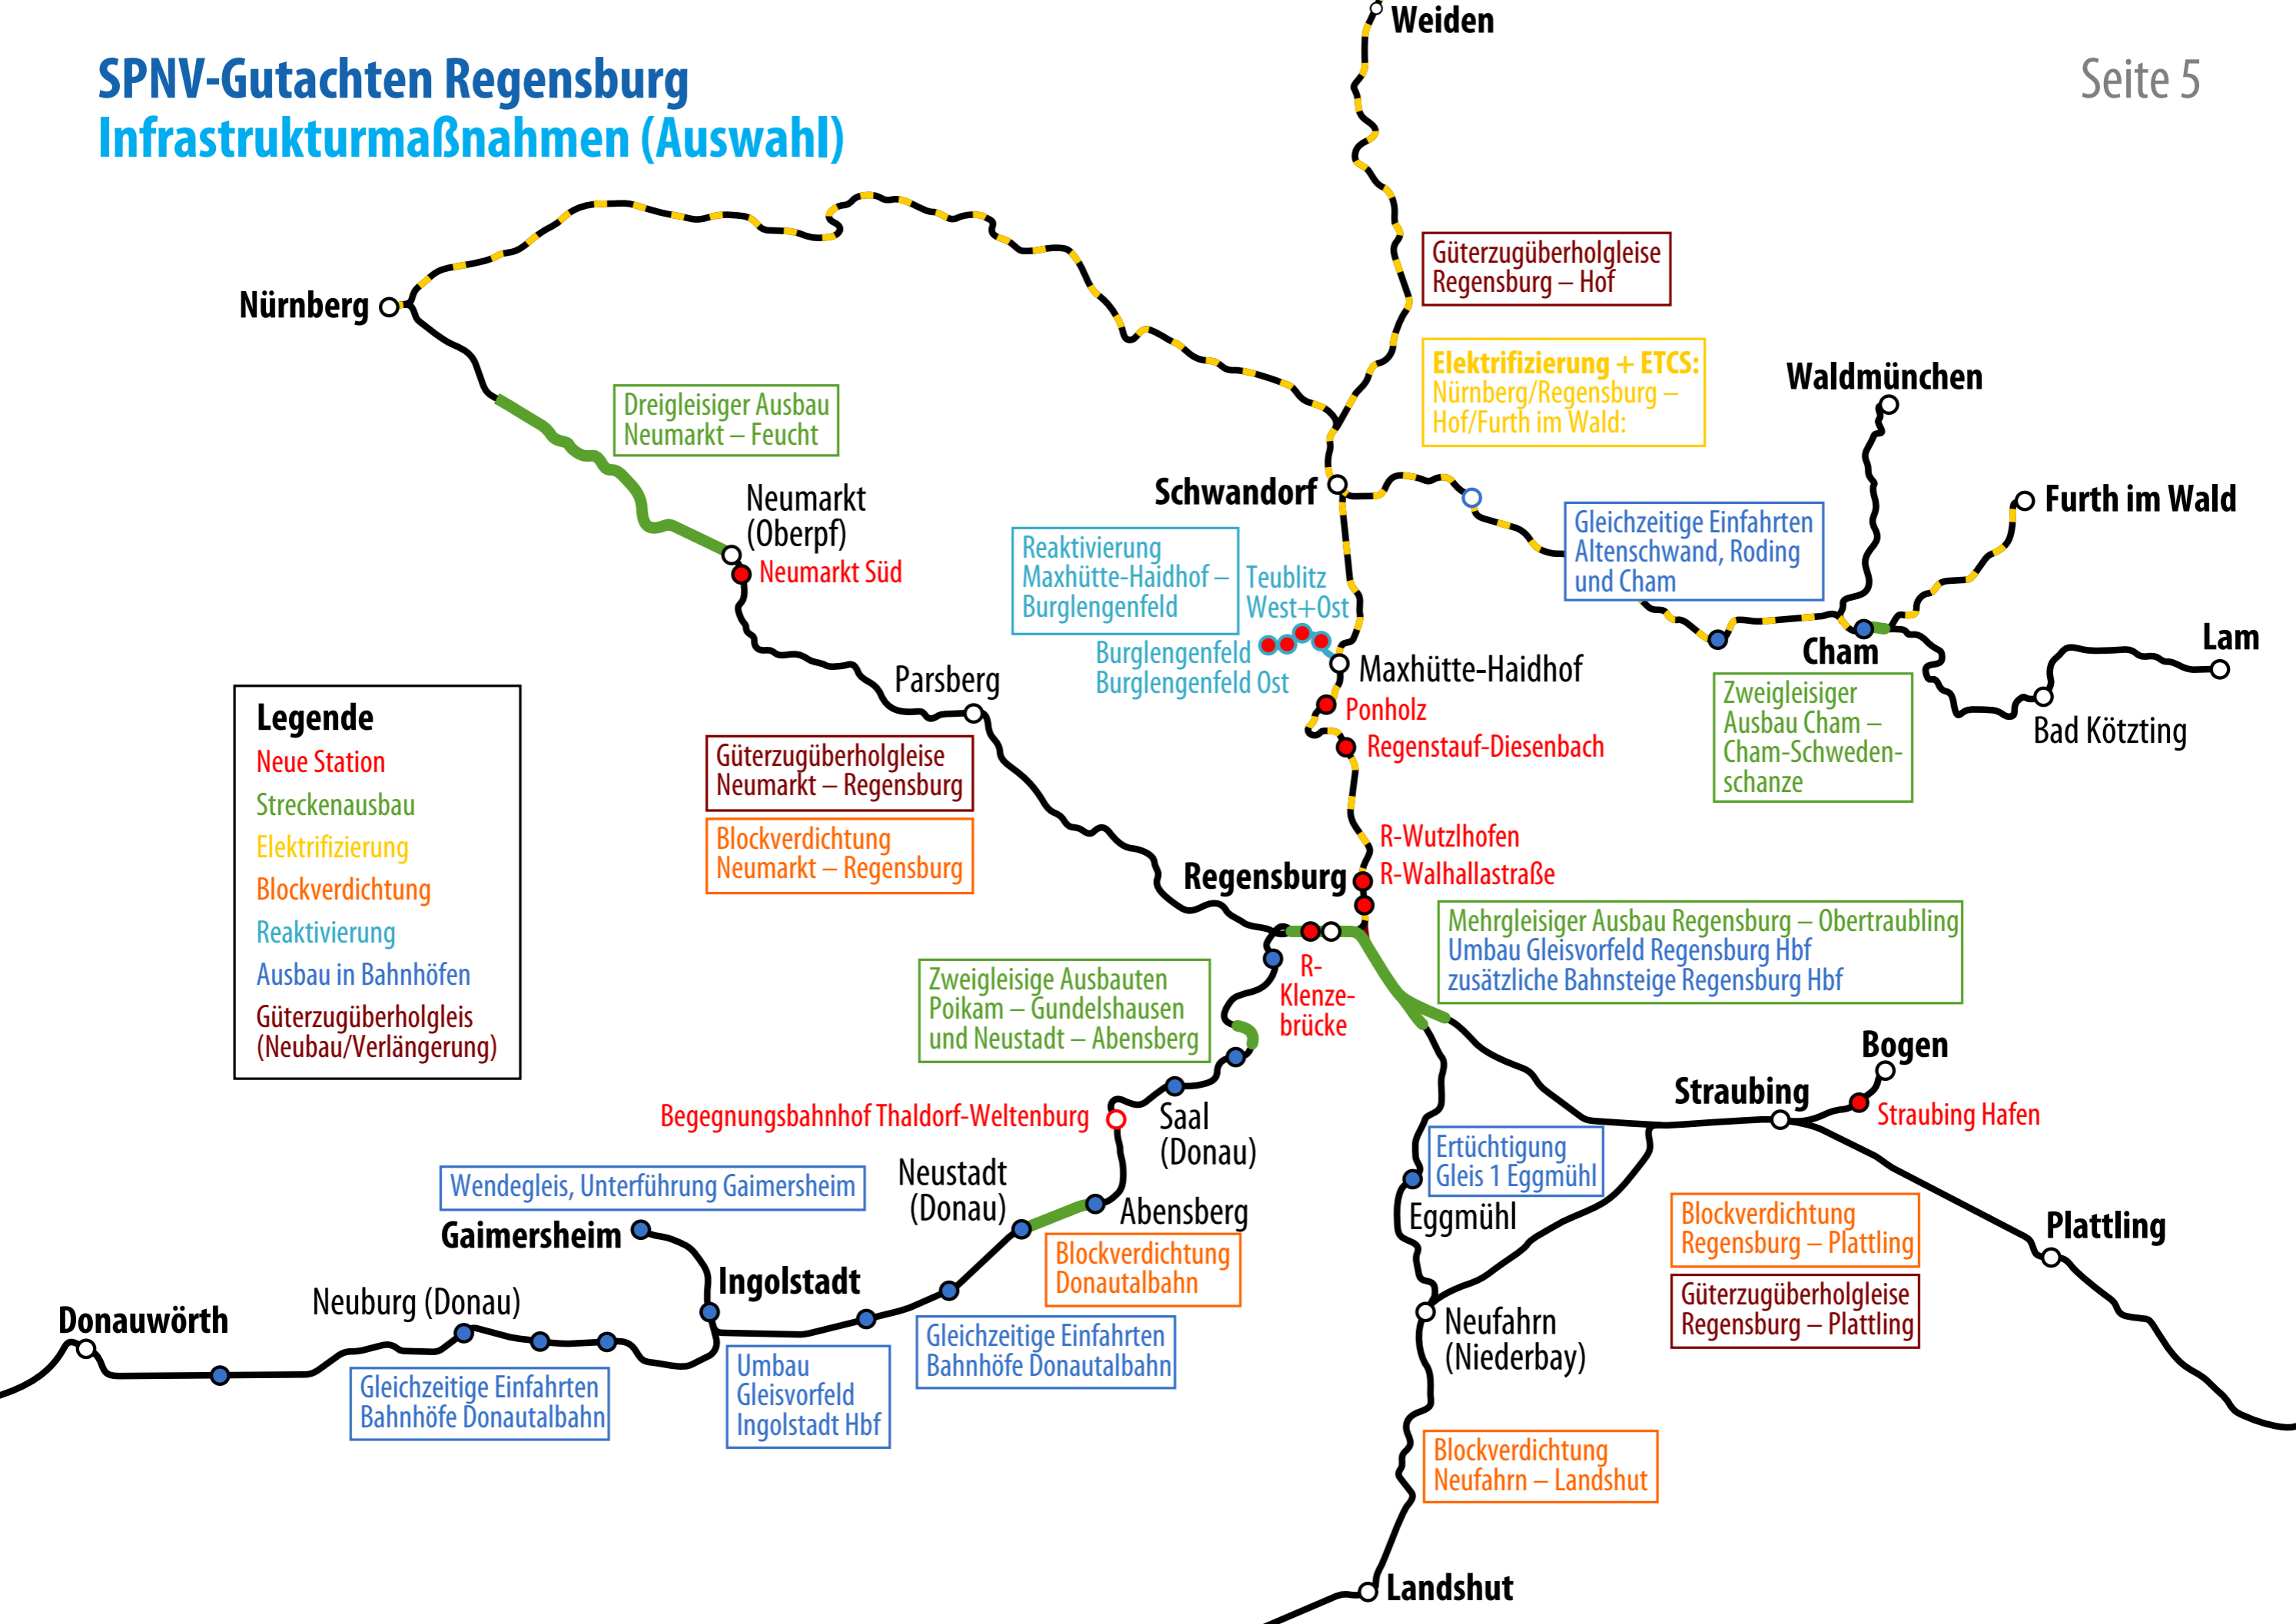 SPNV-Gutachten Regensburg
Infrastrukturmaßnahmen (Auswahl)
Seite 5
Weiden
Nürnberg
Güterzugüberholgleise
Regensburg – Hof
Elektrifizierung + ETCS:
Nürnberg/Regensburg –
Hof/Furth im Wald:
Waldmünchen
Dreigleisiger Ausbau
Neumarkt – Feucht
Schwandorf
Furth im Wald
Neumarkt
(Oberpf)
Neumarkt Süd
Gleichzeitige Einfahrten
Altenschwand, Roding
und Cham
Reaktivierung
Maxhütte-Haidhof –
Burglengenfeld
Teublitz
West+Ost
Burglengenfeld
Burglengenfeld Ost
Maxhütte-Haidhof
Cham
Lam
Bad Kötzting
Parsberg
Ponholz
Regenstauf-Diesenbach
Zweigleisiger
Ausbau Cham –
Cham-Schweden-
schanze
Legende
Neue Station
Streckenausbau
Elektrifizierung
Blockverdichtung
Reaktivierung
Ausbau in Bahnhöfen
Güterzugüberholgleis
(Neubau/Verlängerung)
Güterzugüberholgleise
Neumarkt – Regensburg
Blockverdichtung
Neumarkt – Regensburg
R-Wutzlhofen
R-Walhallastraße
Regensburg
R-
Klenze-
brücke
Mehrgleisiger Ausbau Regensburg – Obertraubling
Umbau Gleisvorfeld Regensburg Hbf
zusätzliche Bahnsteige Regensburg Hbf
Zweigleisige Ausbauten
Poikam – Gundelshausen
und Neustadt – Abensberg
Bogen
Straubing
Straubing Hafen
Begegnungsbahnhof Thaldorf-Weltenburg
Saal
(Donau)
Ertüchtigung
Gleis 1 Eggmühl
Eggmühl
Wendegleis, Unterführung Gaimersheim
Neustadt
(Donau)
Abensberg
Gaimersheim
Blockverdichtung
Donautalbahn
Blockverdichtung
Regensburg – Plattling
Güterzugüberholgleise
Regensburg – Plattling
Plattling
Ingolstadt
Neuburg (Donau)
Donauwörth
Gleichzeitige Einfahrten
Bahnhöfe Donautalbahn
Umbau
Gleisvorfeld
Ingolstadt Hbf
Gleichzeitige Einfahrten
Bahnhöfe Donautalbahn
Neufahrn
(Niederbay)
Blockverdichtung
Neufahrn – Landshut
Landshut